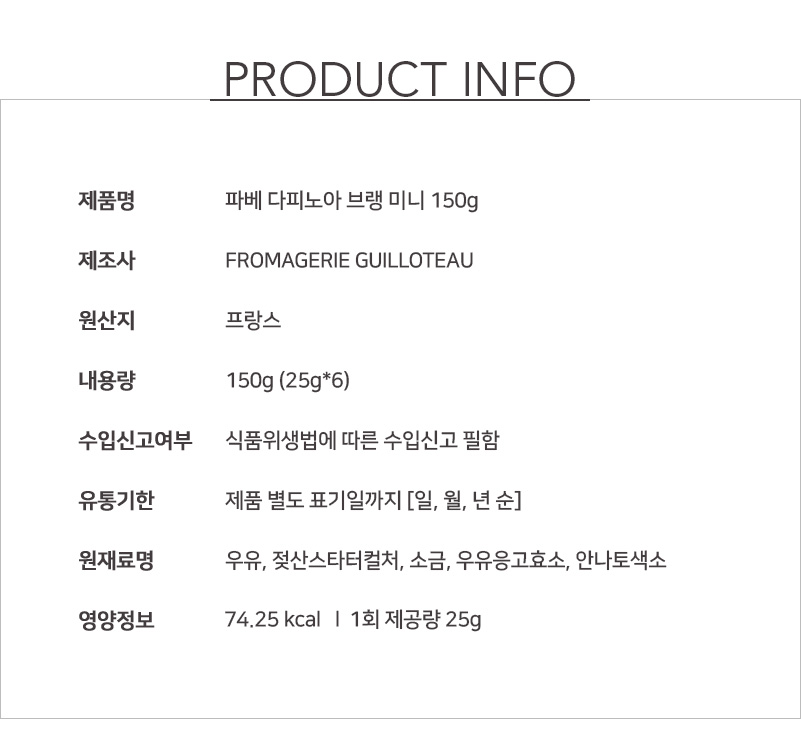 PRODUCT INFO
제품명 파베 다피노아 브랭 미니 150g
제조사 FROMAGERIE GUILLOTEAU
원산지 프랑스
내용량 150g (25g*6)
수입신고여부 식품위생법에 따른 수입신고 필함
유통기한 제품 별도 표기일까지 [일, 월, 년 순]
원재료명 우유, 젖산스타터컬처, 소금, 우유응고효소, 안나토색소
영양정보 74.25 kcal ㅣ 1회 제공량 25g